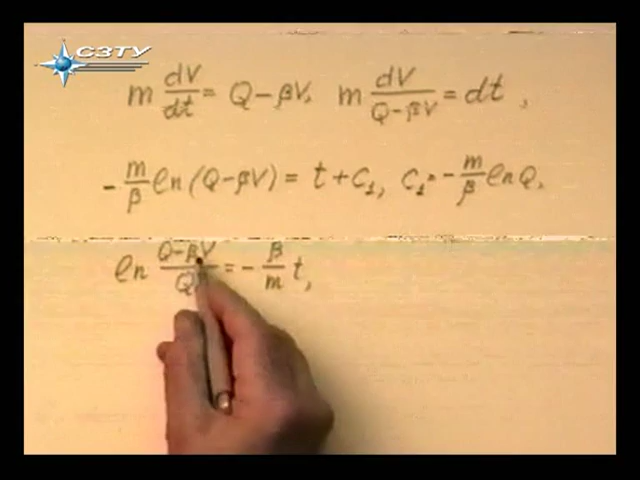 СЗТУ
m dV/dt = Q – βV, m dV/(Q – βV) = dt ,
- m/β ln (Q – βV) = t + C₁, C₁ = - m/β ln Q,
ln (Q – βV)/Q = - β/m t,